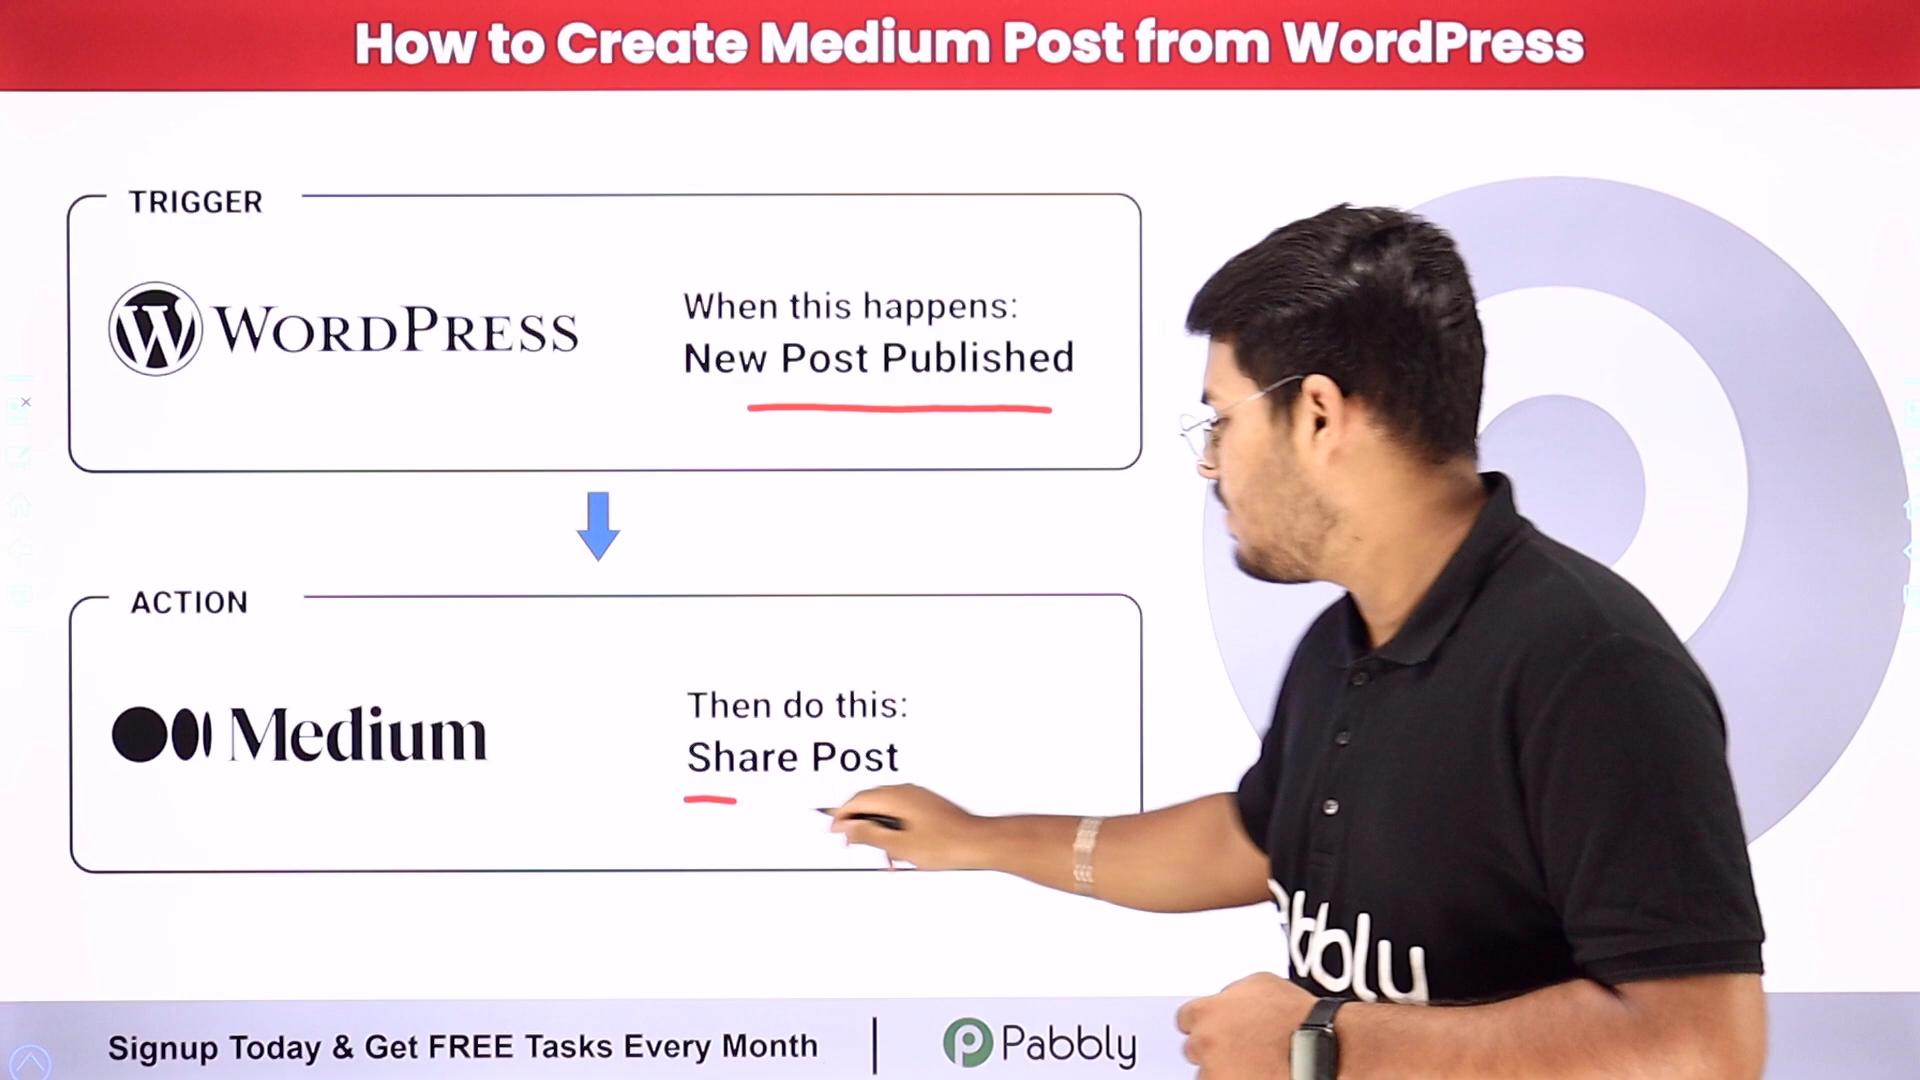 How to Create Medium Post from WordPress
TRIGGER
WORDPRESS
When this happens:
New Post Published
ACTION
Medium
Then do this:
Share Post
Signup Today & Get FREE Tasks Every Month
Pabbly